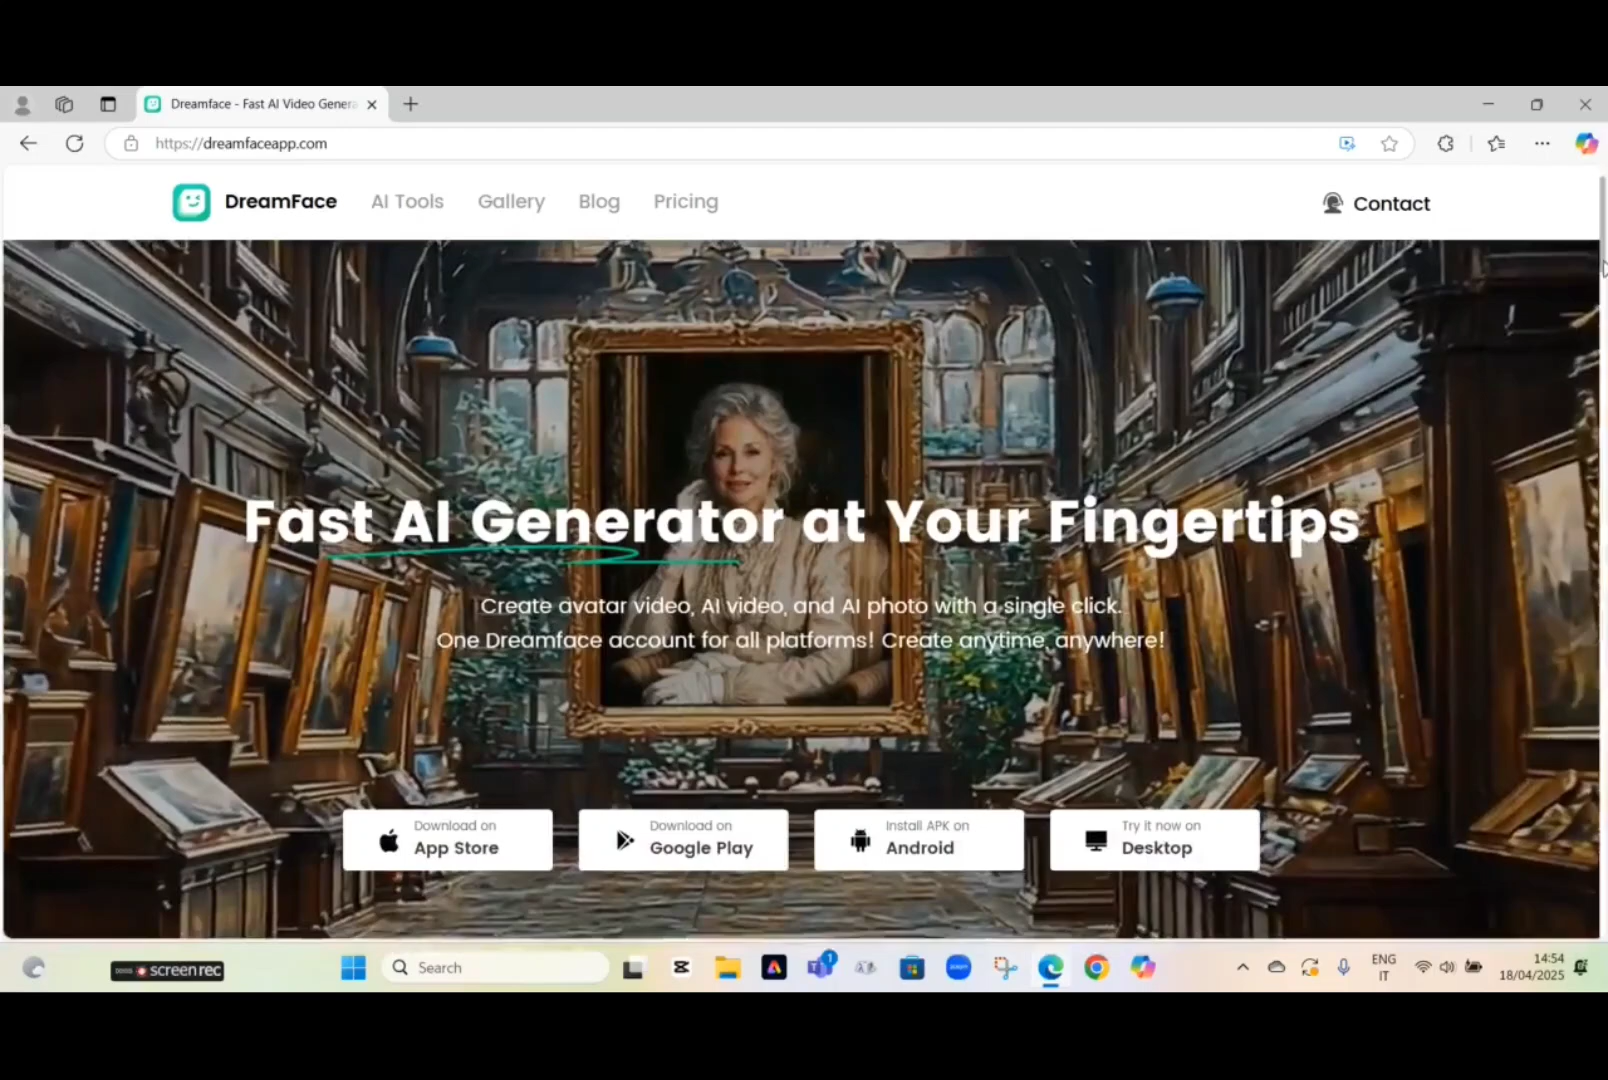 Dreamface - Fast AI Video Genera
https://dreamfaceapp.com
DreamFace
AI Tools
Gallery
Blog
Pricing
Contact
Fast AI Generator at Your Fingertips
Create avatar video, AI video, and AI photo with a single click.
One Dreamface account for all platforms! Create anytime, anywhere!
Download on
App Store
Download on
Google Play
Install APK on
Android
Try it now on
Desktop
screenrec
Search
1
zoom
ENG
IT
14:54
18/04/2025